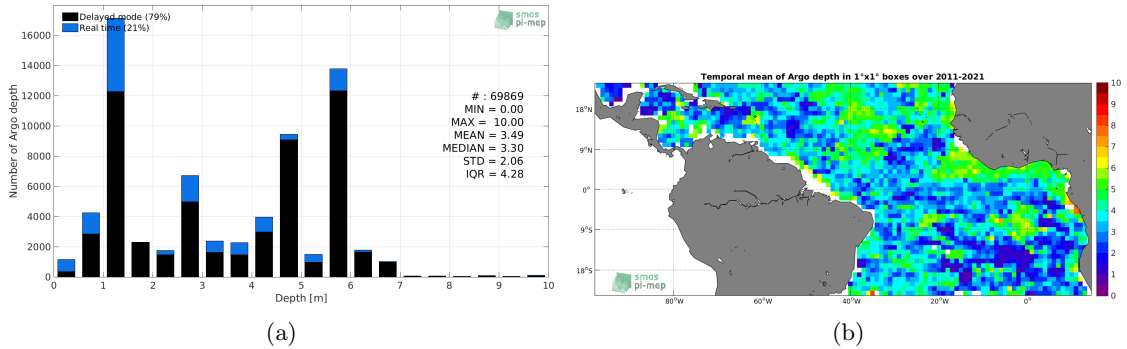 Delayed mode (79%)
Real time (21%)
smos
pi-mep
16000
14000
12000
10000
8000
6000
4000
2000
0
Number of Argo depth
# : 69869
MIN = 0.00
MAX = 10.00
MEAN = 3.49
MEDIAN = 3.30
STD = 2.06
IQR = 4.28
0 1 2 3 4 5 6 7 8 9 10
Depth [m]
(a)
Temporal mean of Argo depth in 1°x1° boxes over 2011-2021
18°N
9°N
0°
9°S
18°S
80°W 60°W 40°W 20°W 0°
smos
pi-mep
10
9
8
7
6
5
4
3
2
1
0
(b)